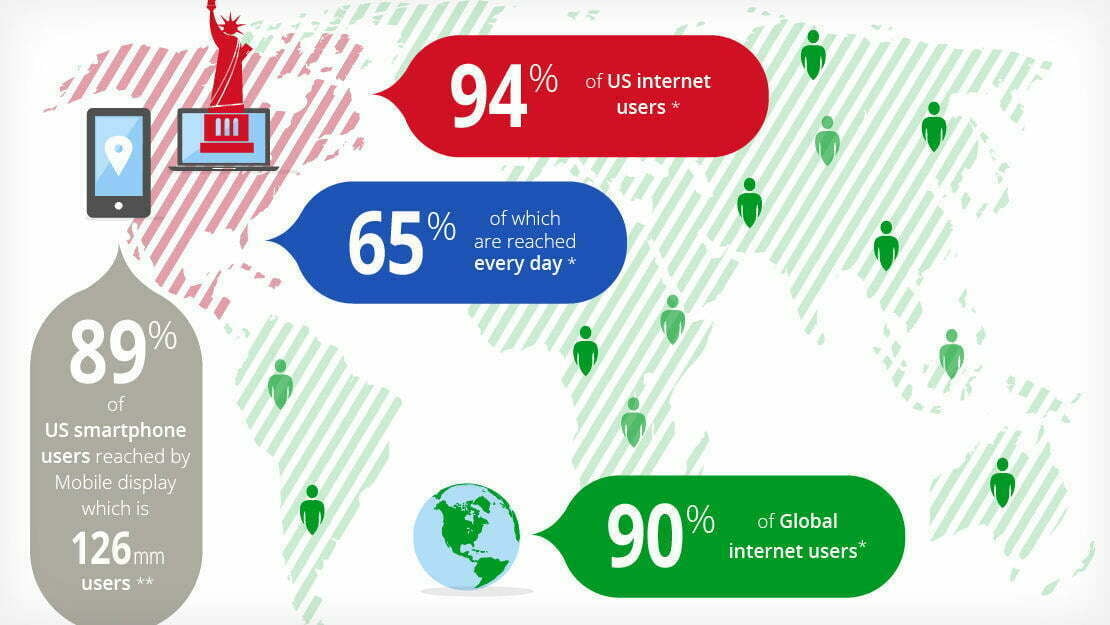 94%
of US internet
users *
65%
of which
are reached
every day *
89%
of
US smartphone
users reached by
Mobile display
which is
126mm
users **
90%
of Global
internet users*